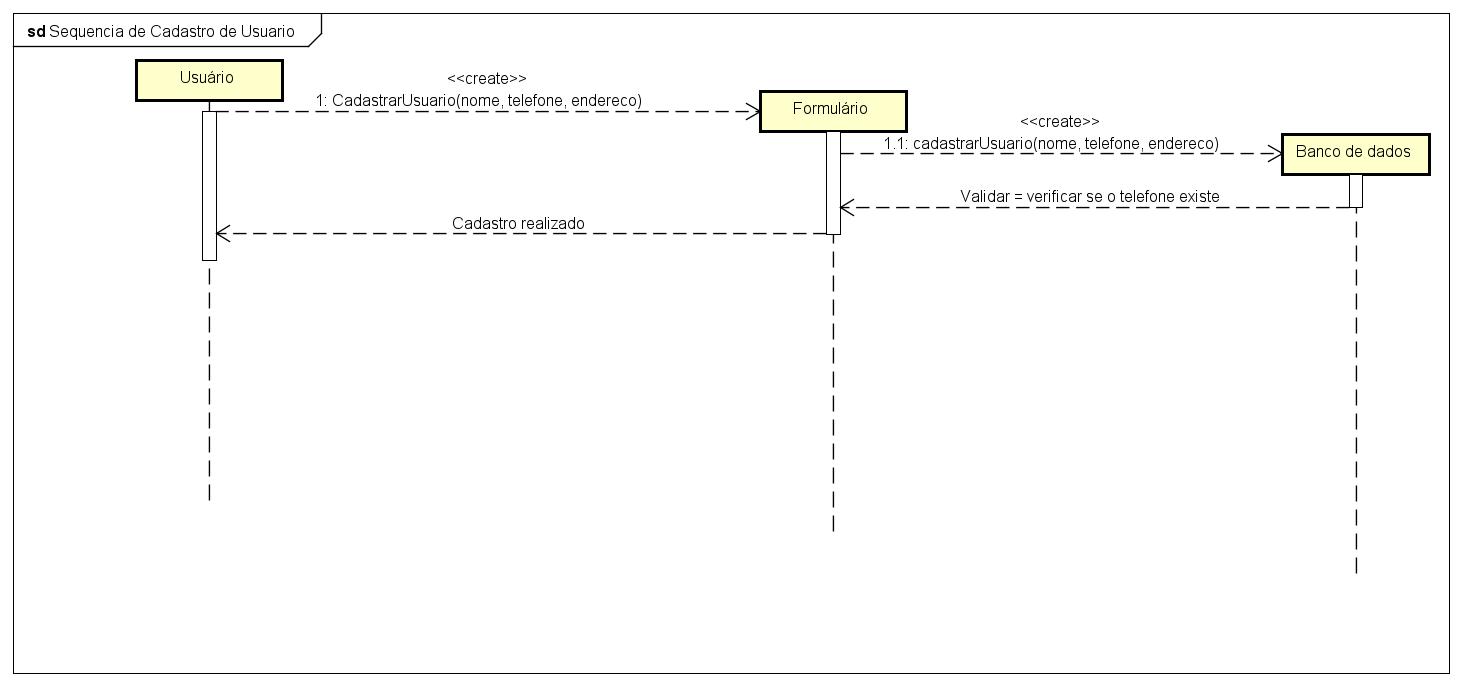 sd Sequencia de Cadastro de Usuario
Usuário
<<create>>
1: CadastrarUsuario(nome, telefone, endereco)
Formulário
<<create>>
1.1: cadastrarUsuario(nome, telefone, endereco)
Banco de dados
Validar = verificar se o telefone existe
Cadastro realizado